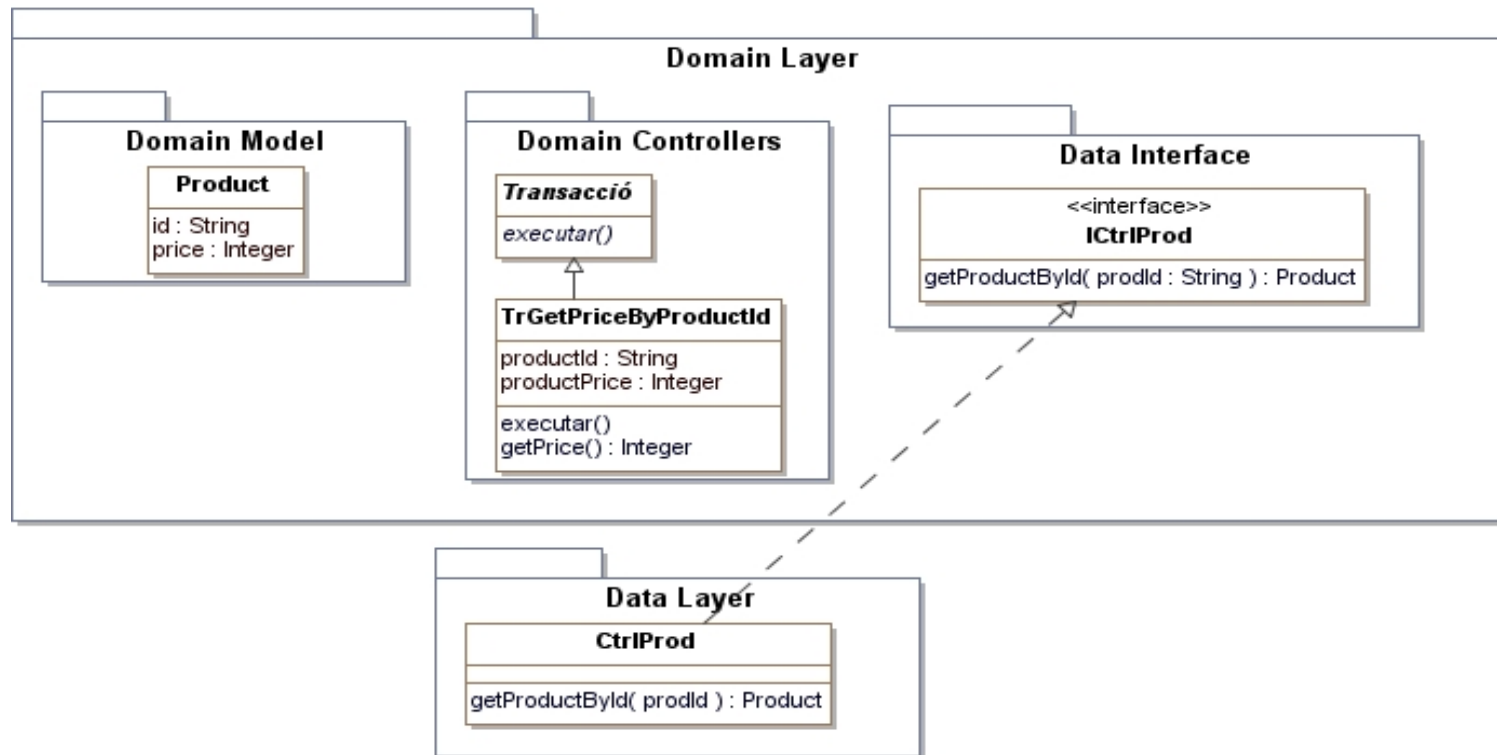 Domain Layer
Domain Model
Product
id : String
price : Integer
Domain Controllers
Transacció
executar()
TrGetPriceByProductId
productId : String
productPrice : Integer
executar()
getPrice() : Integer
Data Interface
<<interface>>
ICtrlProd
getProductById( prodId : String ) : Product
Data Layer
CtrlProd
getProductById( prodId ) : Product